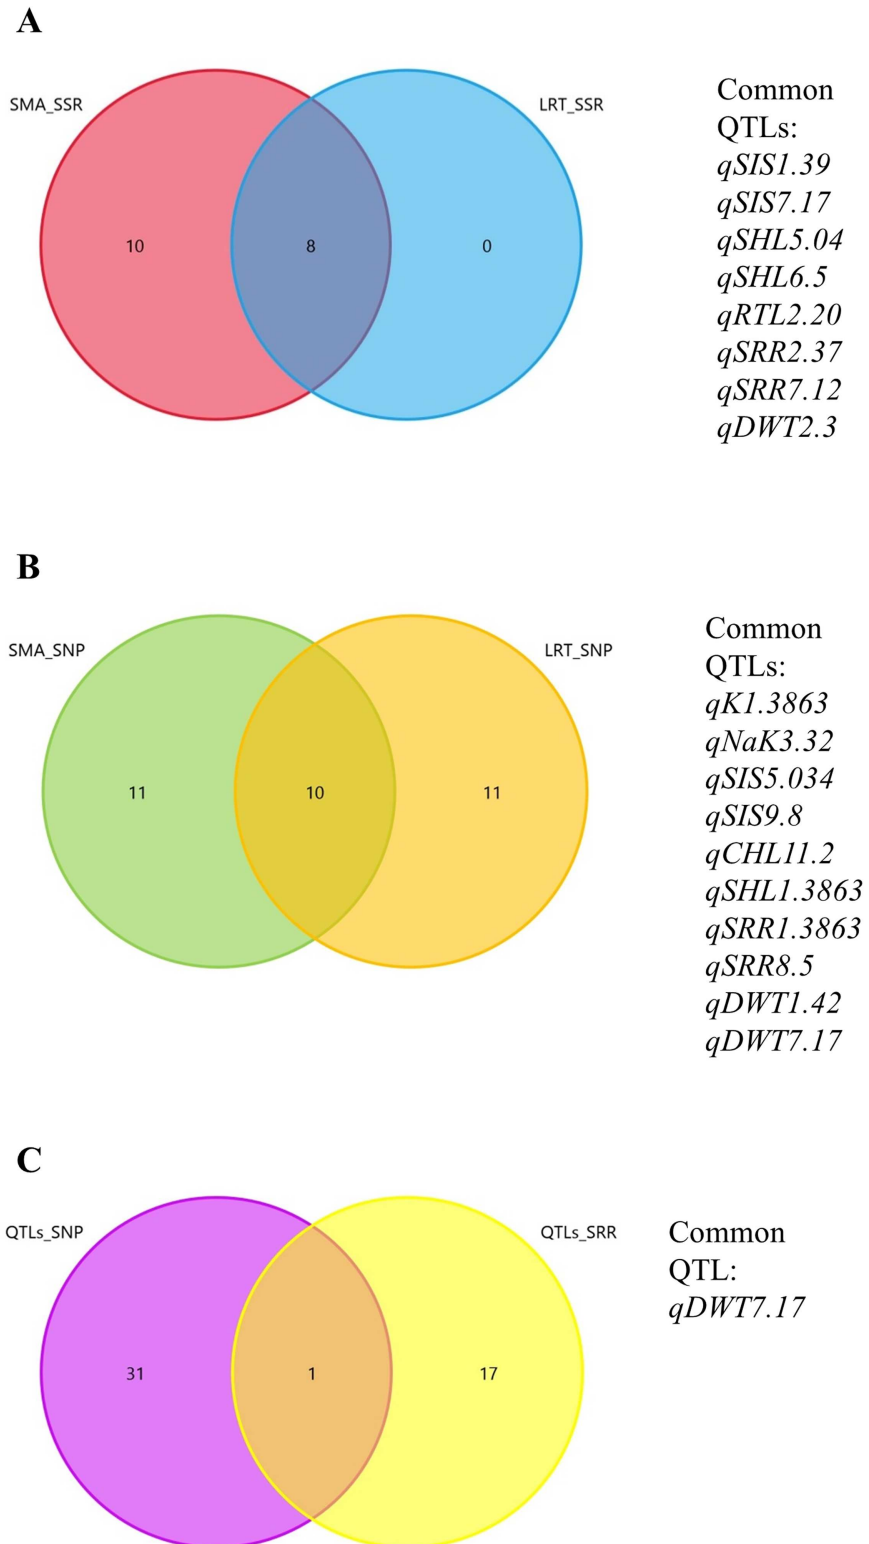 A
SMA_SSR
LRT_SSR
10
8
0
Common
QTLs:
qSIS1.39
qSIS7.17
qSHL5.04
qSHL6.5
qRTL2.20
qSRR2.37
qSRR7.12
qDWT2.3
B
SMA_SNP
LRT_SNP
11
10
11
Common
QTLs:
qK1.3863
qNaK3.32
qSIS5.034
qSIS9.8
qCHL11.2
qSHL1.3863
qSRR1.3863
qSRR8.5
qDWT1.42
qDWT7.17
C
QTLs_SNP
QTLs_SRR
31
1
17
Common
QTL:
qDWT7.17